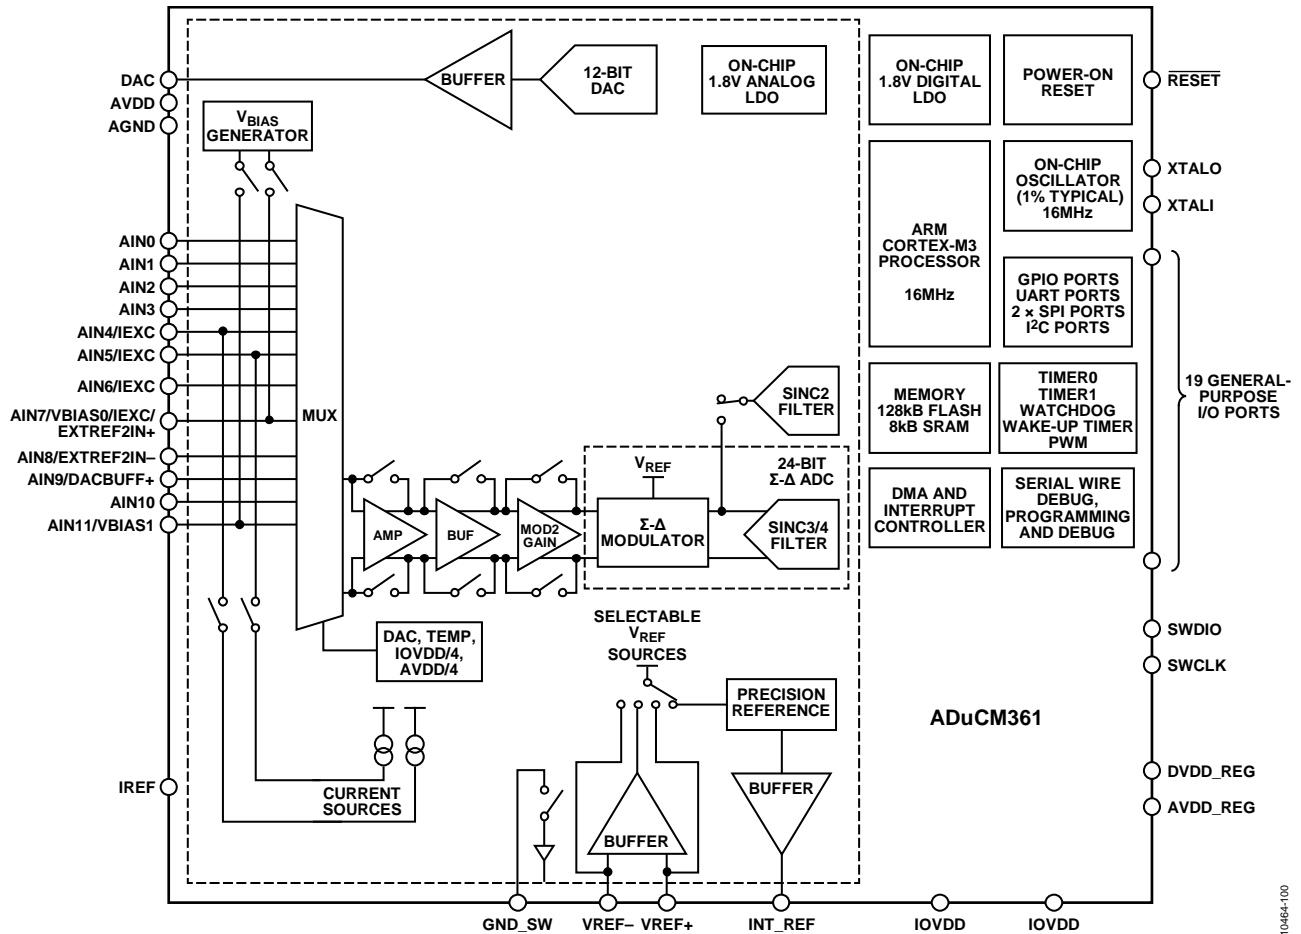 DAC
AVDD
AGND
VBIAS
GENERATOR
BUFFER
12-BIT
DAC
ON-CHIP
1.8V ANALOG
LDO
ON-CHIP
1.8V DIGITAL
LDO
POWER-ON
RESET
RESET
ARM
CORTEX-M3
PROCESSOR
16MHz
ON-CHIP
OSCILLATOR
(1% TYPICAL)
16MHz
XTALO
XTALI
AIN0
AIN1
AIN2
AIN3
AIN4/IEXC
AIN5/IEXC
AIN6/IEXC
AIN7/VBIAS0/IEXC/
EXTREF2IN+
AIN8/EXTREF2IN–
AIN9/DACBUFF+
AIN10
AIN11/VBIAS1
MUX
GPIO PORTS
UART PORTS
2 × SPI PORTS
I2C PORTS
19 GENERAL-
PURPOSE
I/O PORTS
SINC2
FILTER
MEMORY
128kB FLASH
8kB SRAM
TIMER0
TIMER1
WATCHDOG
WAKE-UP TIMER
PWM
VREF
24-BIT
Σ-Δ ADC
AMP
BUF
MOD2
GAIN
Σ-Δ
MODULATOR
SINC3/4
FILTER
DMA AND
INTERRUPT
CONTROLLER
SERIAL WIRE
DEBUG,
PROGRAMMING
AND DEBUG
DAC, TEMP,
IOVDD/4,
AVDD/4
SELECTABLE
VREF
SOURCES
PRECISION
REFERENCE
SWDIO
SWCLK
ADuCM361
IREF
CURRENT
SOURCES
BUFFER
BUFFER
DVDD_REG
AVDD_REG
GND_SW
VREF–
VREF+
INT_REF
IOVDD
IOVDD
10464-100